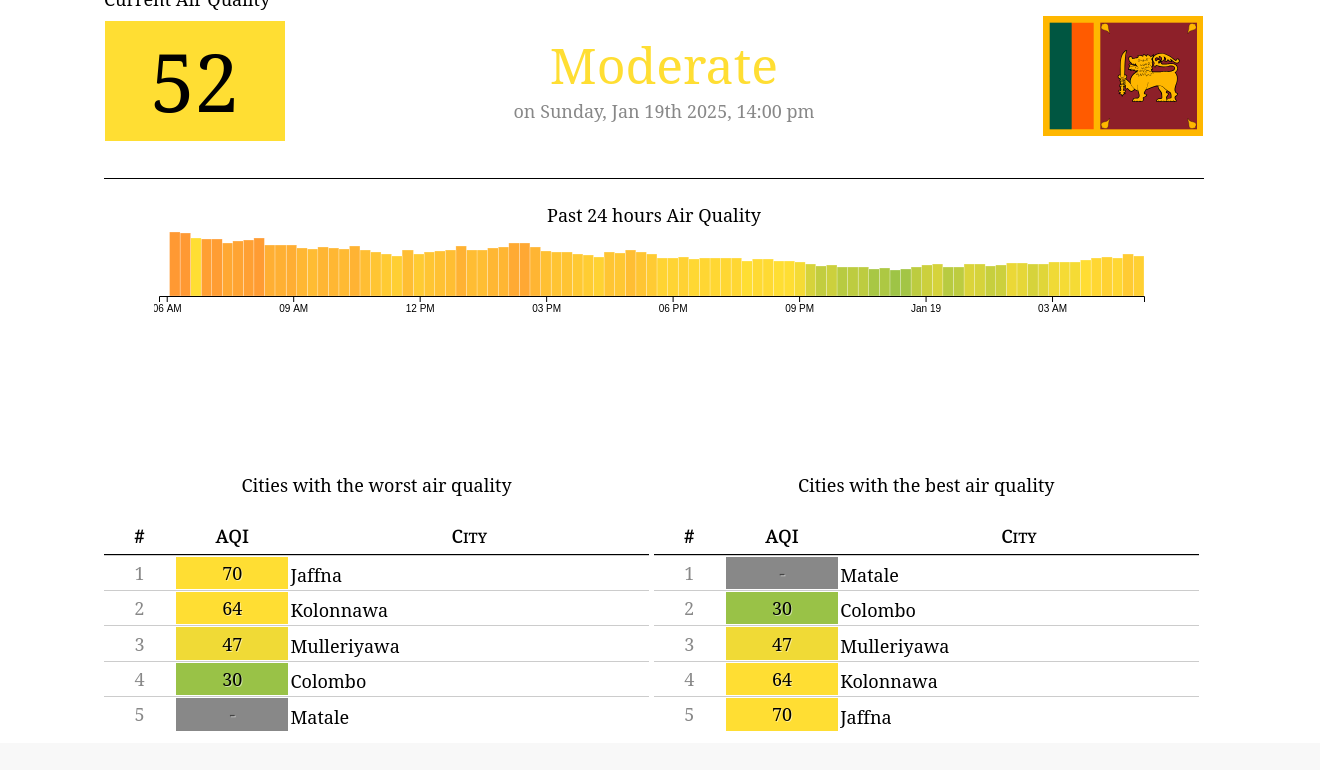 Current Air Quality
52
Moderate
on Sunday, Jan 19th 2025, 14:00 pm
Past 24 hours Air Quality
06 AM 09 AM 12 PM 03 PM 06 PM 09 PM Jan 19 03 AM
Cities with the worst air quality
# AQI City
1 70 Jaffna
2 64 Kolonnawa
3 47 Mulleriyawa
4 30 Colombo
5 - Matale
Cities with the best air quality
# AQI City
1 - Matale
2 30 Colombo
3 47 Mulleriyawa
4 64 Kolonnawa
5 70 Jaffna